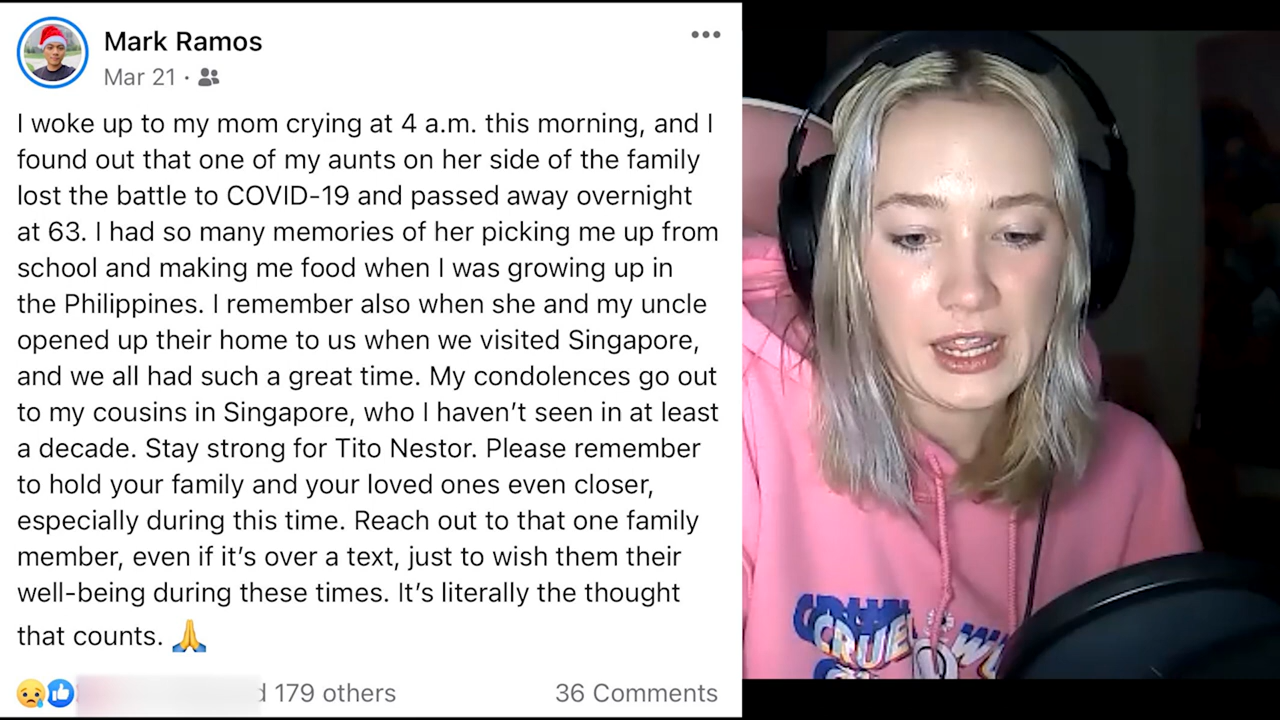 Mark Ramos
Mar 21 ·
I woke up to my mom crying at 4 a.m. this morning, and I
found out that one of my aunts on her side of the family
lost the battle to COVID-19 and passed away overnight
at 63. I had so many memories of her picking me up from
school and making me food when I was growing up in
the Philippines. I remember also when she and my uncle
opened up their home to us when we visited Singapore,
and we all had such a great time. My condolences go out
to my cousins in Singapore, who I haven’t seen in at least
a decade. Stay strong for Tito Nestor. Please remember
to hold your family and your loved ones even closer,
especially during this time. Reach out to that one family
member, even if it’s over a text, just to wish them their
well-being during these times. It’s literally the thought
that counts. 🙏
179 others
36 Comments
CRUEL